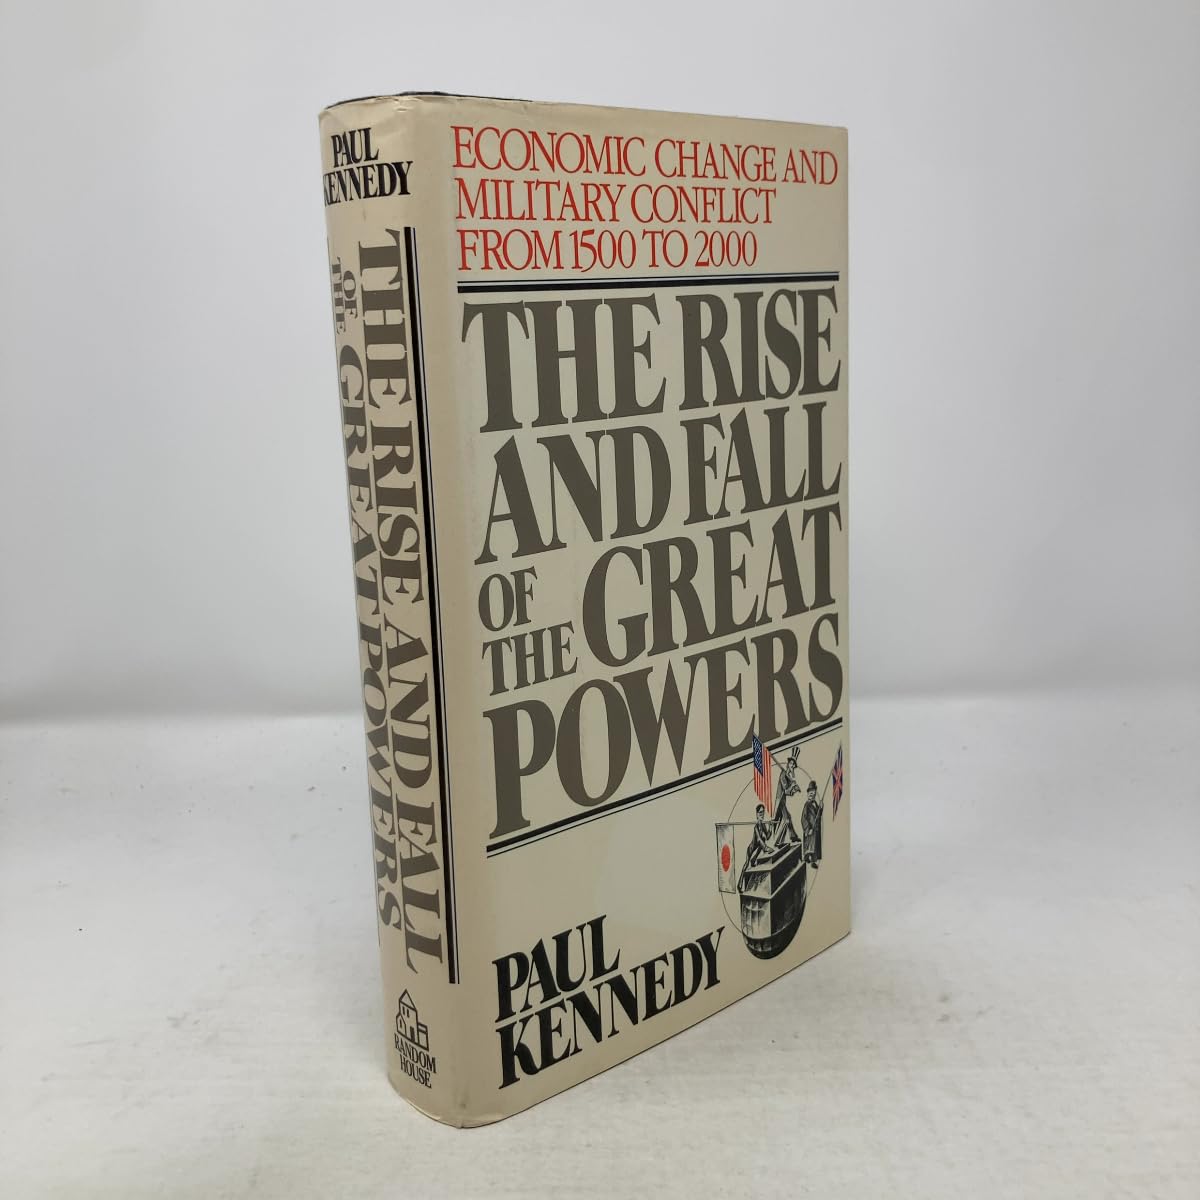 PAUL
KENNEDY
THE RISE AND FALL
OF THE GREAT POWERS
RANDOM
HOUSE
ECONOMIC CHANGE AND
MILITARY CONFLICT
FROM 1500 TO 2000
THE RISE
AND FALL
OF THE GREAT
POWERS
PAUL
KENNEDY